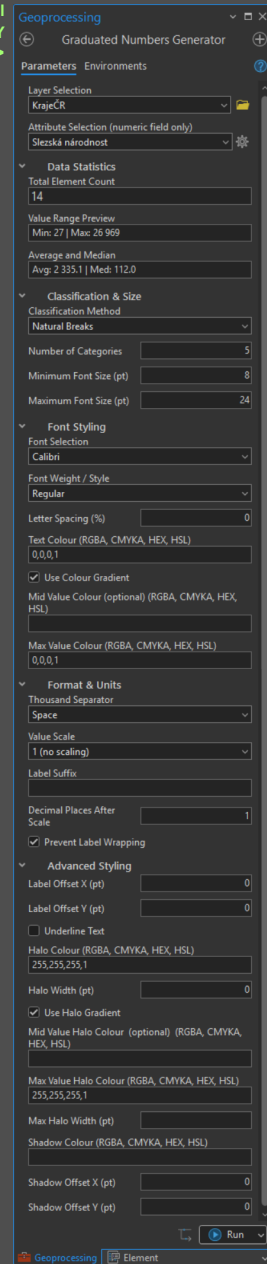 Geoprocessing
Graduated Numbers Generator
Parameters Environments
Layer Selection
KrajeČR
Attribute Selection (numeric field only)
Slezská národnost
Data Statistics
Total Element Count
14
Value Range Preview
Min: 27 | Max: 26 969
Average and Median
Avg: 2 335.1 | Med: 112.0
Classification & Size
Classification Method
Natural Breaks
Number of Categories 5
Minimum Font Size (pt) 8
Maximum Font Size (pt) 24
Font Styling
Font Selection
Calibri
Font Weight / Style
Regular
Letter Spacing (%) 0
Text Colour (RGBA, CMYKA, HEX, HSL)
0,0,0,1
Use Colour Gradient
Mid Value Colour (optional) (RGBA, CMYKA, HEX,
HSL)
Max Value Colour (RGBA, CMYKA, HEX, HSL)
0,0,0,1
Format & Units
Thousand Separator
Space
Value Scale
1 (no scaling)
Label Suffix
Decimal Places After
Scale 1
Prevent Label Wrapping
Advanced Styling
Label Offset X (pt) 0
Label Offset Y (pt) 0
Underline Text
Halo Colour (RGBA, CMYKA, HEX, HSL)
255,255,255,1
Halo Width (pt) 0
Use Halo Gradient
Mid Value Halo Colour (optional) (RGBA, CMYKA,
HEX, HSL)
Max Value Halo Colour (RGBA, CMYKA, HEX, HSL)
255,255,255,1
Max Halo Width (pt)
Shadow Colour (RGBA, CMYKA, HEX, HSL)
Shadow Offset X (pt) 0
Shadow Offset Y (pt) 0
Run
Geoprocessing Element